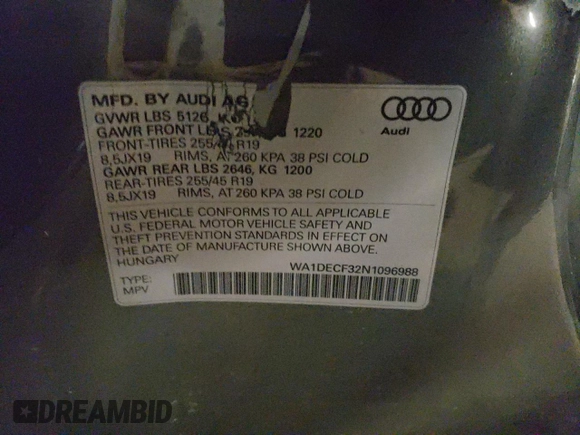 MFD. BY AUDI AG
GVWR LBS 5126, KG
GAWR FRONT 1220
FRONT-TIRES 255/ R19
8,5JX19 RIMS, AT 260 KPA 38 PSI COLD
GAWR REAR LBS 2646, KG 1200
REAR-TIRES 255/45 R19
8,5JX19 RIMS, AT 260 KPA 38 PSI COLD
THIS VEHICLE CONFORMS TO ALL APPLICABLE
U.S. FEDERAL MOTOR VEHICLE SAFETY AND
THEFT PREVENTION STANDARDS IN EFFECT ON
THE DATE OF MANUFACTURE SHOWN ABOVE.
HUNGARY
WA1DECF32N1096988
TYPE:
MPV
Audi
DREAMBID